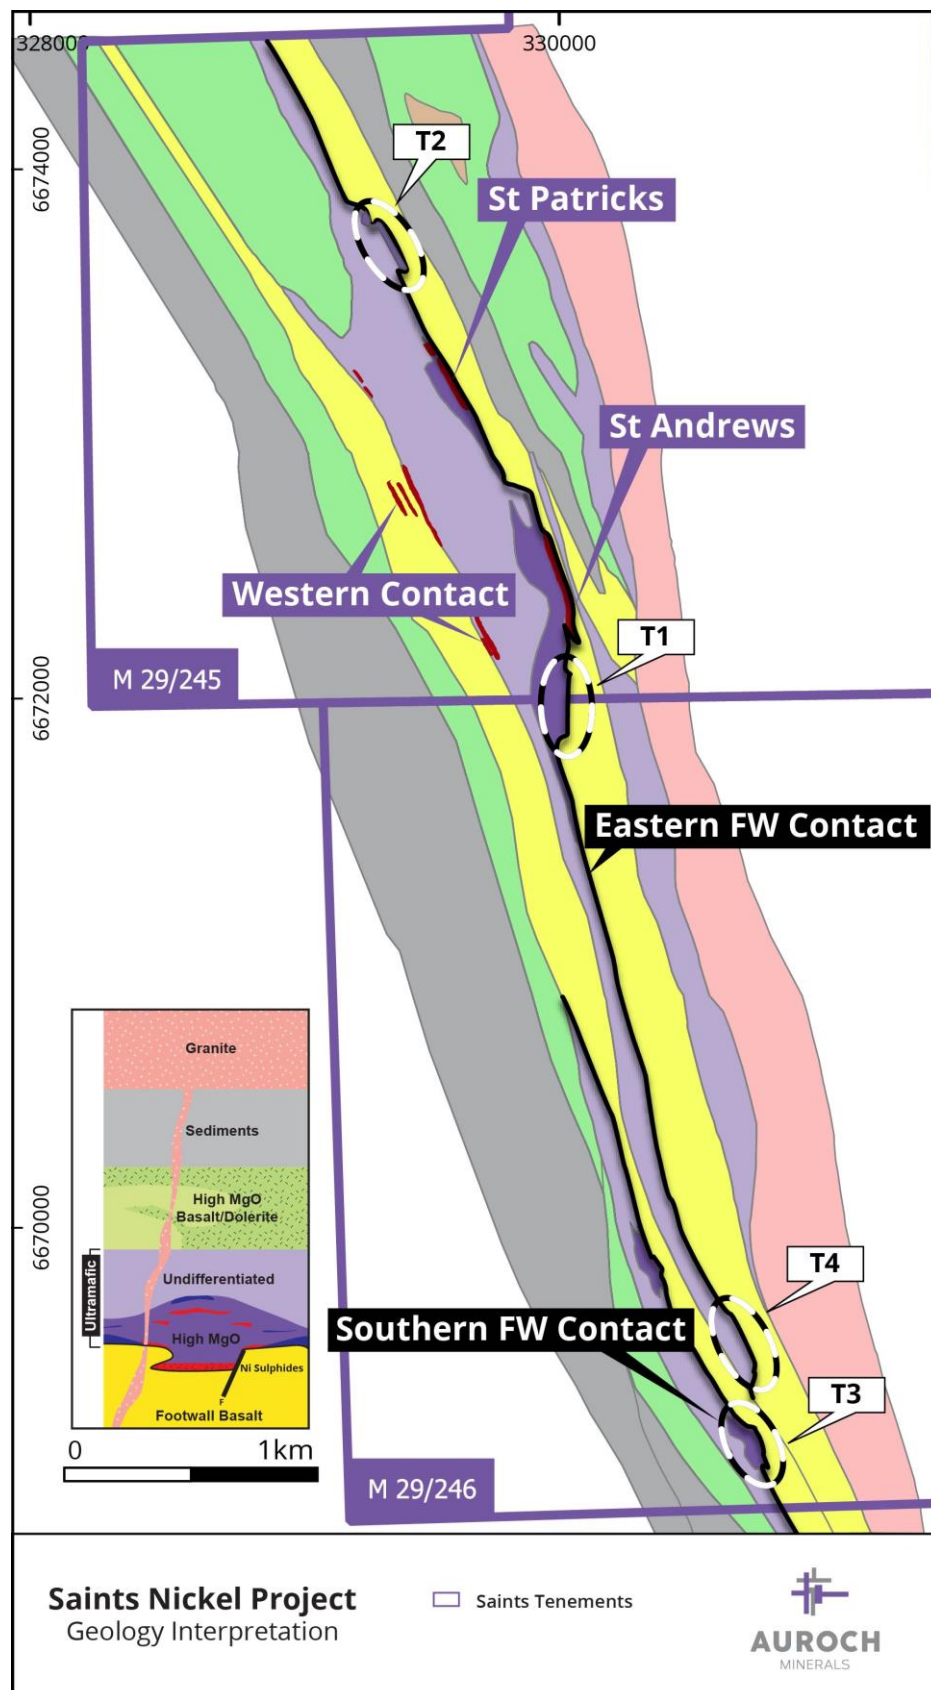 328000
330000
6674000
T2
St Patricks
St Andrews
Western Contact
T1
M 29/245
6672000
Eastern FW Contact
Granite
Sediments
High MgO
Basalt/Dolerite
Undifferentiated
Ultramafic
High MgO
Ni Sulphides
F
Footwall Basalt
6670000
T4
Southern FW Contact
T3
0 1km
M 29/246
Saints Nickel Project
Geology Interpretation
Saints Tenements
AUROCH
MINERALS